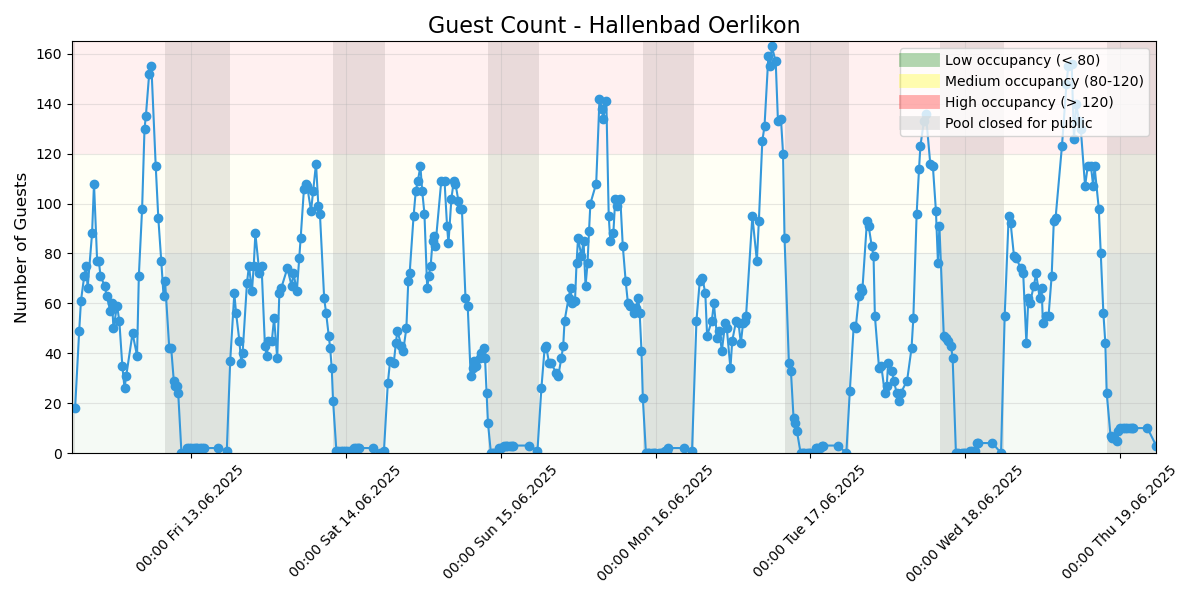 Guest Count - Hallenbad Oerlikon
Number of Guests
160
140
120
100
80
60
40
20
0
Low occupancy (< 80)
Medium occupancy (80-120)
High occupancy (> 120)
Pool closed for public
00:00 Fri 13.06.2025
00:00 Sat 14.06.2025
00:00 Sun 15.06.2025
00:00 Mon 16.06.2025
00:00 Tue 17.06.2025
00:00 Wed 18.06.2025
00:00 Thu 19.06.2025